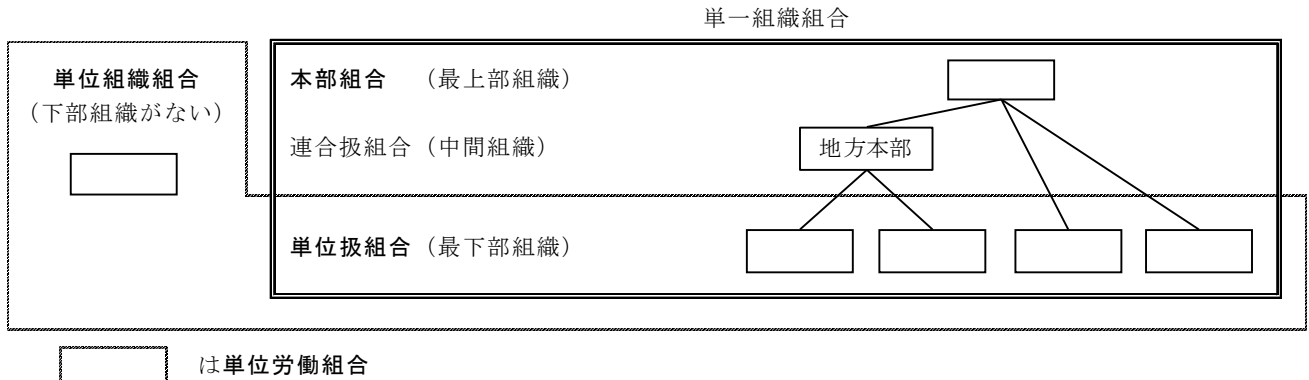 単一組織組合
単位組織組合
（下部組織がない）
本部組合　（最上部組織）
連合扱組合（中間組織）
地方本部
単位扱組合（最下部組織）
は単位労働組合